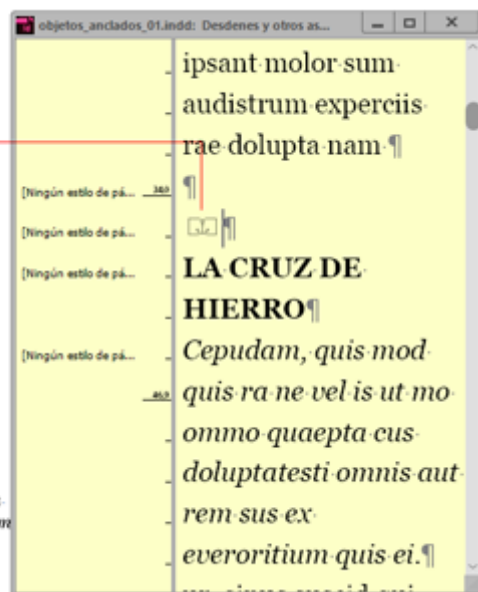 objetos_anclados_01.indd: Desdenes y otros as...
ipsant molor sum
audistrum experciis
rae dolupta nam ¶
[Ningún estilo de pá...
¶
[Ningún estilo de pá...
¶
[Ningún estilo de pá...
LA CRUZ DE
HIERRO¶
[Ningún estilo de pá...
Cepudam, quis mod
quis ra ne vel is ut mo
ommo quaepta cus
doluptatesti omnis aut
rem sus ex
everoritium quis ei.¶